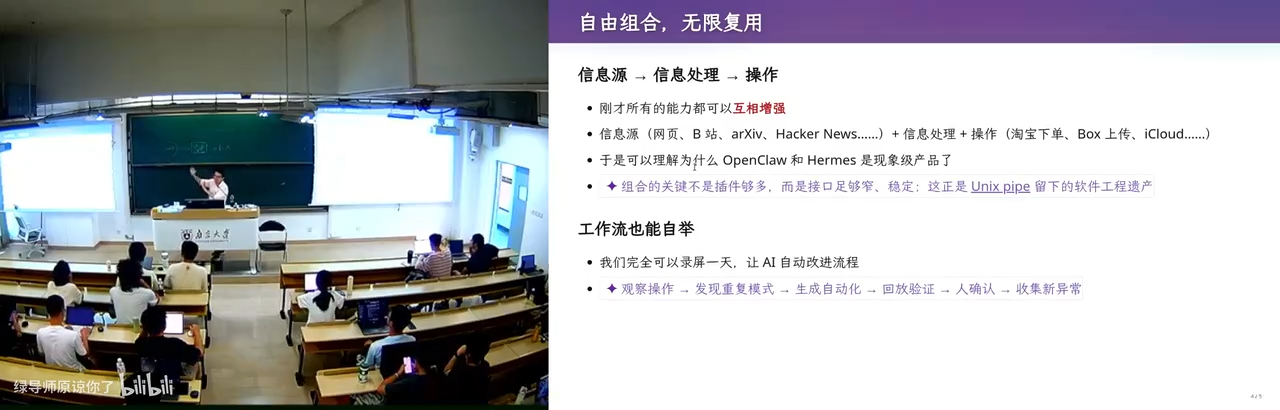 自由组合，无限复用
信息源 → 信息处理 → 操作
刚才所有的能力都可以互相增强
信息源（网页、B 站、arXiv、Hacker News……）+ 信息处理 + 操作（淘宝下单、Box 上传、iCloud……）
于是可以理解为什么 OpenClaw 和 Hermes 是现象级产品了
✦ 组合的关键不是插件够多，而是接口足够窄、稳定；这正是 Unix pipe 留下的软件工程遗产
工作流也能自举
我们完全可以录屏一天，让 AI 自动改进流程
✦ 观察操作 → 发现重复模式 → 生成自动化 → 回放验证 → 人确认 → 收集新异常
4 / 5
南京大学
绿导师原谅你了 bilibili